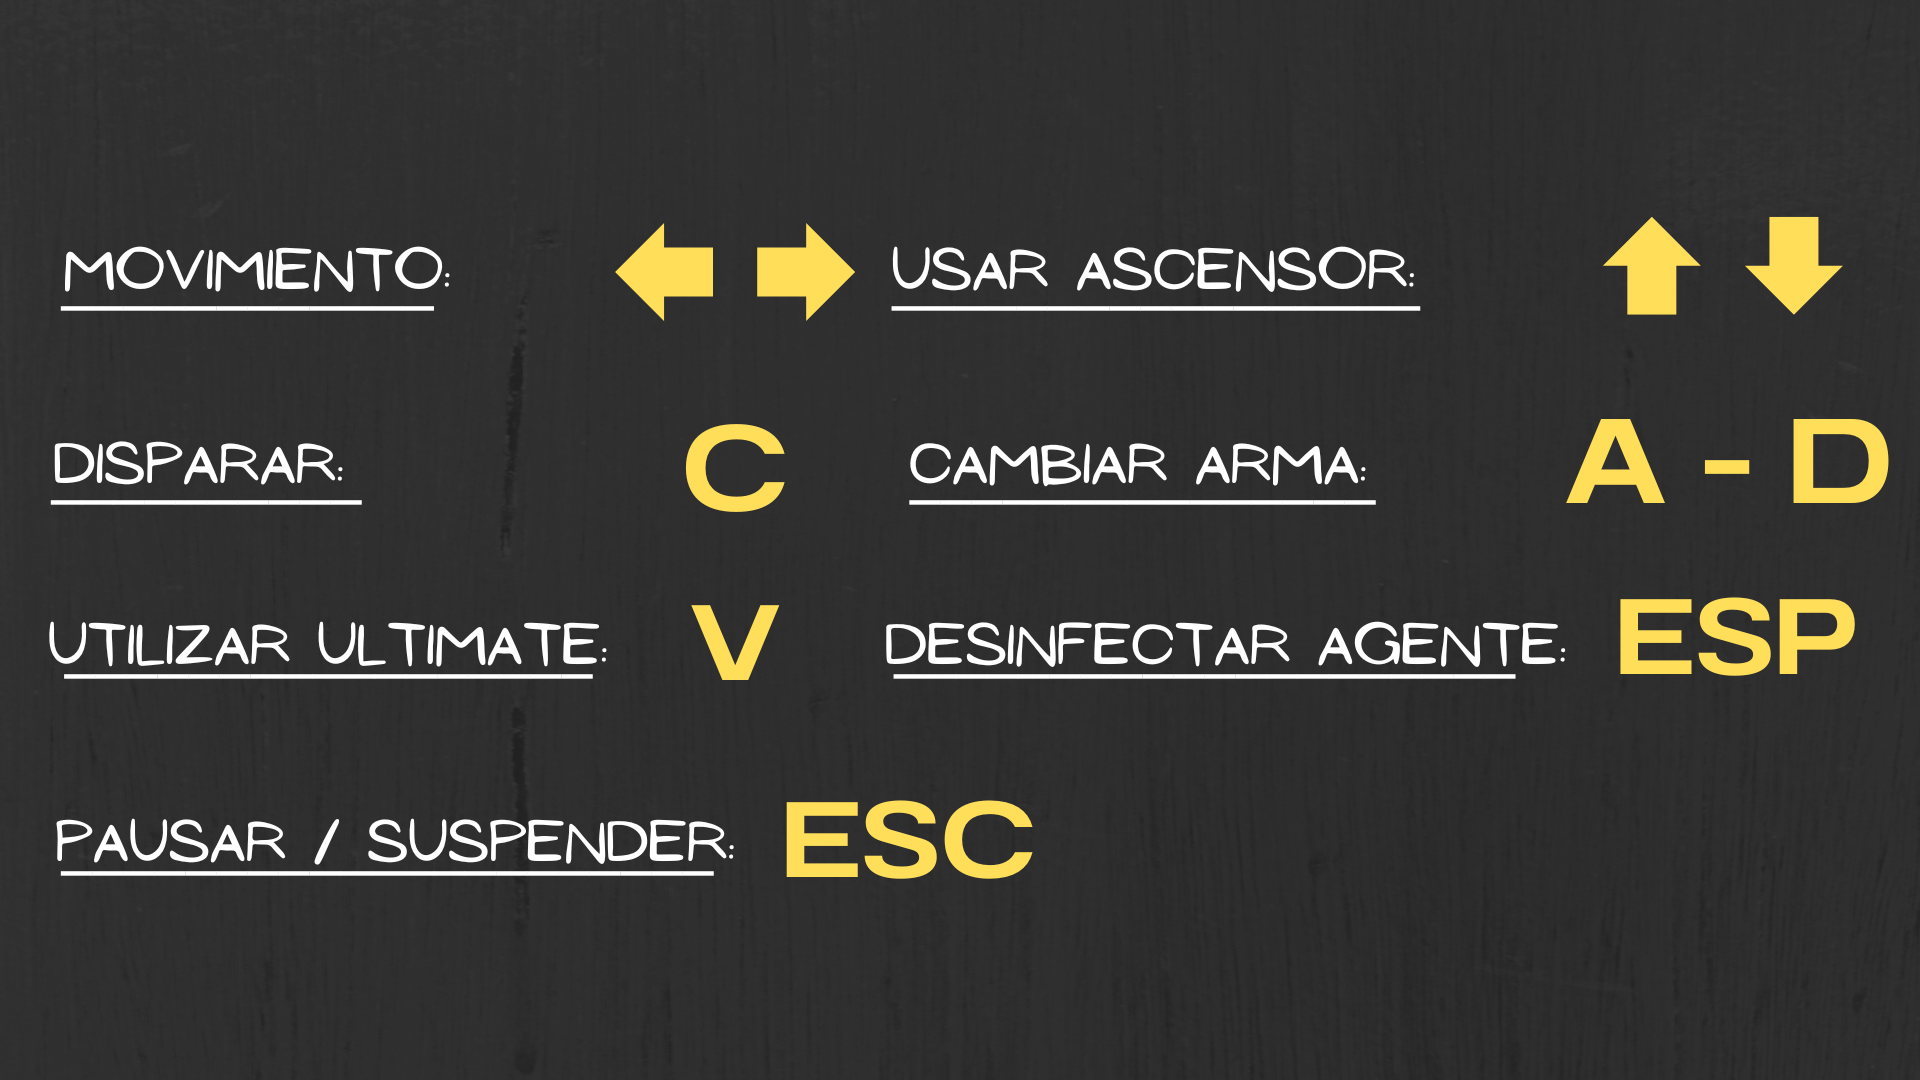 MOVIMIENTO:
USAR ASCENSOR:
DISPARAR: C
CAMBIAR ARMA: A - D
UTILIZAR ULTIMATE: V
DESINFECTAR AGENTE: ESP
PAUSAR / SUSPENDER: ESC